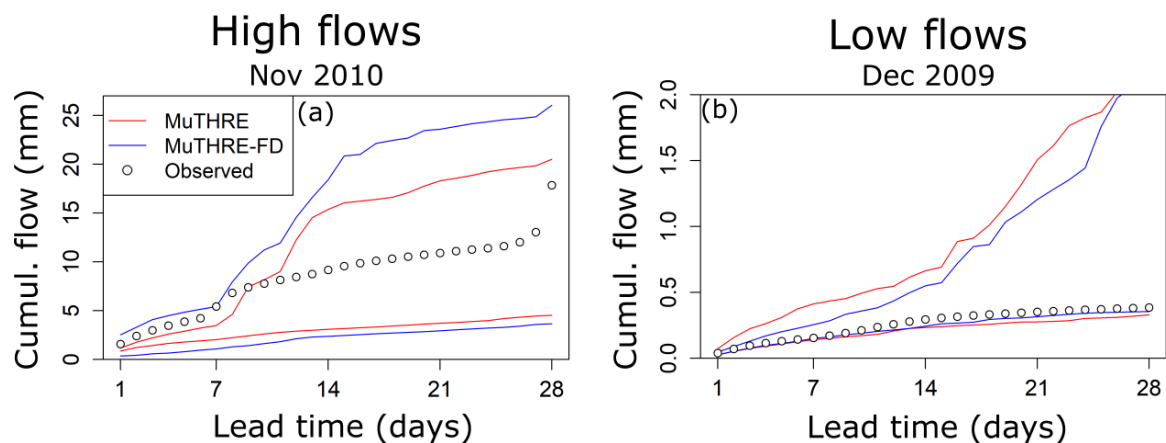 High flows
Nov 2010
(a)
MuTHRE
MuTHRE-FD
Observed
Cumul. flow (mm)
25
20
15
10
5
0
1 7 14 21 28
Lead time (days)
Low flows
Dec 2009
(b)
Cumul. flow (mm)
2.0
1.5
1.0
0.5
0.0
1 7 14 21 28
Lead time (days)